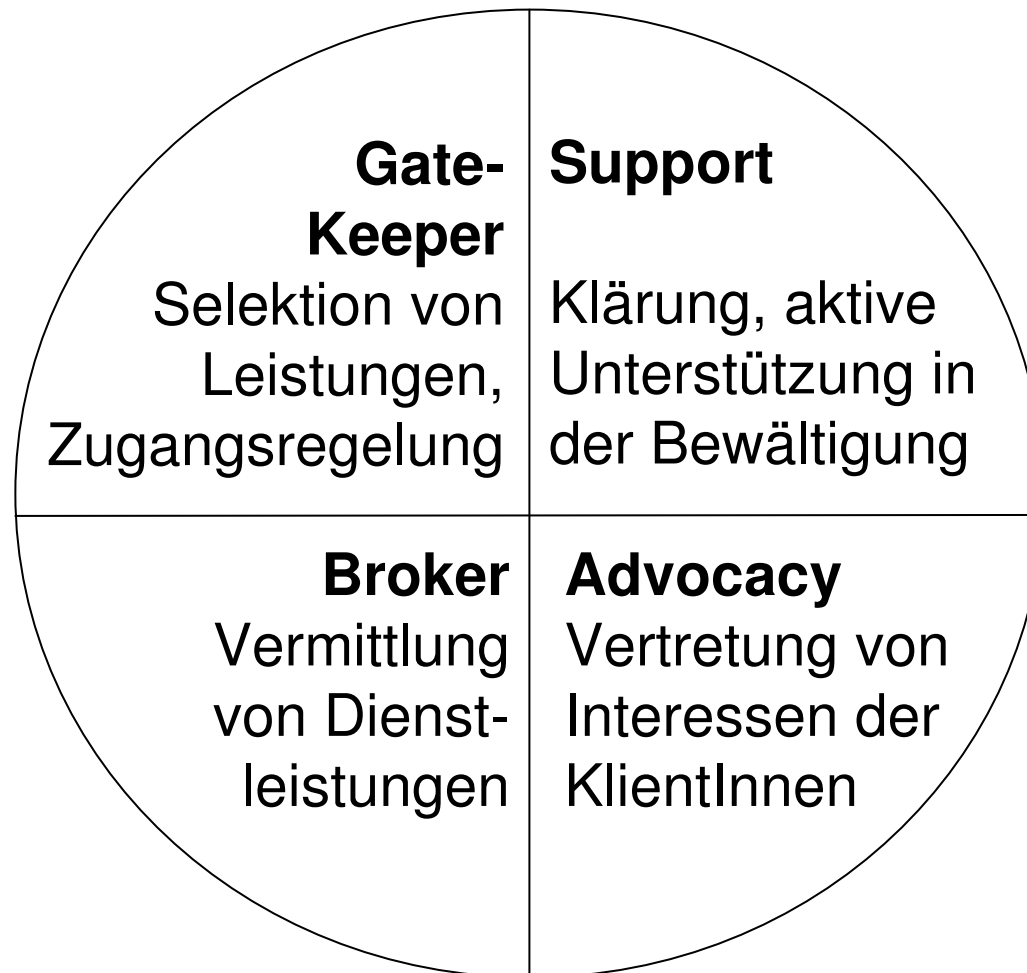 Gate-
Keeper
Selektion von
Leistungen,
Zugangsregelung
Support
Klärung, aktive
Unterstützung in
der Bewältigung
Broker
Vermittlung
von Dienst-
leistungen
Advocacy
Vertretung von
Interessen der
KlientInnen